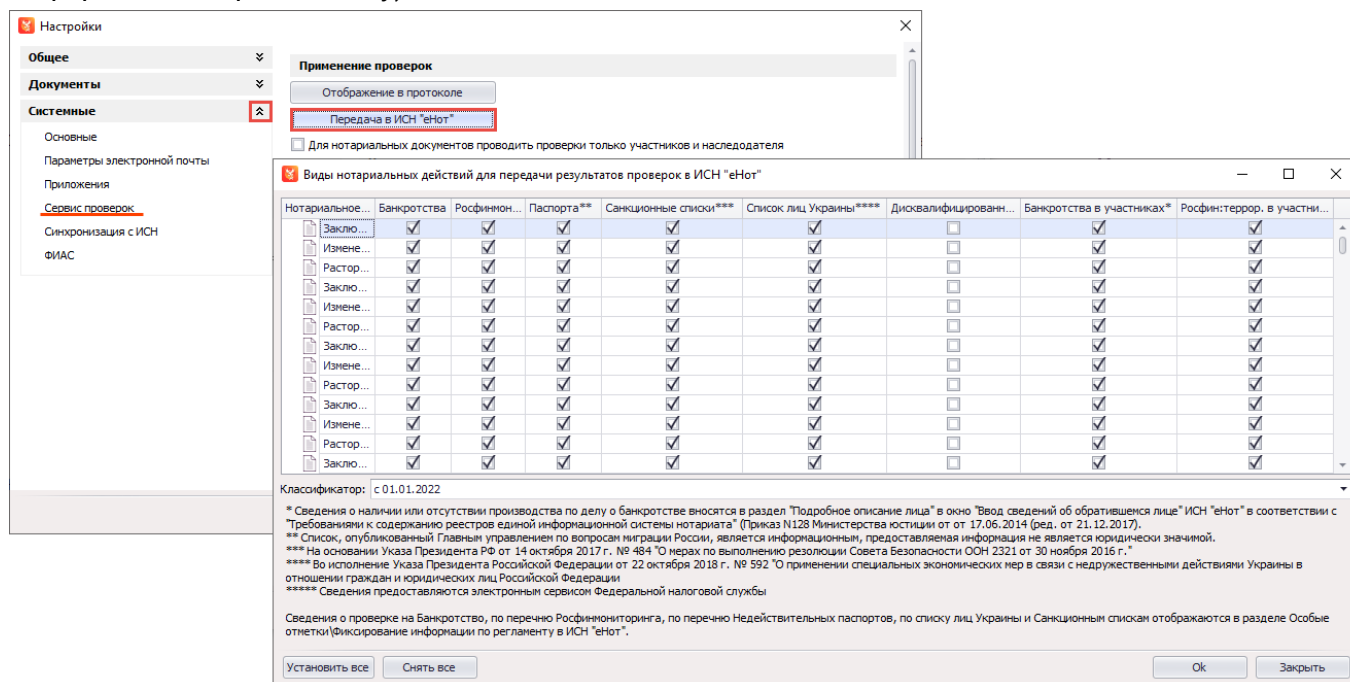 Настройки
Общее
Документы
Системные
Основные
Параметры электронной почты
Приложения
Сервис проверок
Синхронизация с ИСН
ФИАС
Применение проверок
Отображение в протоколе
Передача в ИСН "еНот"
Для нотариальных документов проводить проверки только участников и наследодателя
Виды нотариальных действий для передачи результатов проверок в ИСН "еНот"
Нотариальное... Банкротства Росфинмон... Паспорта** Санкционные списки*** Список лиц Украины**** Дисквалифицированн... Банкротства в участниках* Росфин:террор. в участни...
Заклю...
Измене...
Растор...
Заклю...
Измене...
Растор...
Заклю...
Измене...
Растор...
Заклю...
Измене...
Растор...
Заклю...
Классификатор: с 01.01.2022
* Сведения о наличии или отсутствии производства по делу о банкротстве вносятся в раздел "Подробное описание лица" в окно "Ввод сведений об обратившемся лице" ИСН "еНот" в соответствии с
"Требованиями к содержанию реестров единой информационной системы нотариата" (Приказ N128 Министерства юстиции от от 17.06.2014 (ред. от 21.12.2017).
** Список, опубликованный Главным управлением по вопросам миграции России, является информационным, предоставляемая информация не является юридически значимой.
*** На основании Указа Президента РФ от 14 октября 2017 г. № 484 "О мерах по выполнению резолюции Совета Безопасности ООН 2321 от 30 ноября 2016 г."
**** Во исполнение Указа Президента Российской Федерации от 22 октября 2018 г. № 592 "О применении специальных экономических мер в связи с недружественными действиями Украины в
отношении граждан и юридических лиц Российской Федерации
***** Сведения предоставляются электронным сервисом Федеральной налоговой службы
Сведения о проверке на Банкротство, по перечню Росфинмониторинга, по перечню Недействительных паспортов, по списку лиц Украины и Санкционным спискам отображаются в разделе Особые
отметки\Фиксирование информации по регламенту в ИСН "еНот".
Установить все Снять все Ok Закрыть